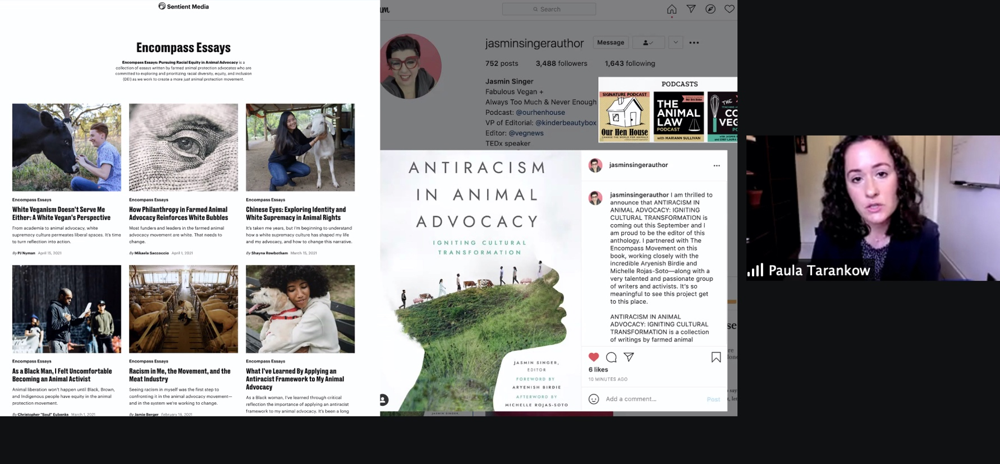 Sentient Media
Encompass Essays
Encompass Essays: Pursuing Racial Equity in Animal Advocacy is a
collection of essays written by farmed animal protection advocates who are
committed to exploring and prioritizing racial diversity, equity, and inclusion
(DEI) as we work to create a more just animal protection movement.
Encompass Essays
White Veganism Doesn't Serve Me
Either: A White Vegan's Perspective
From academia to animal advocacy, white
supremacy culture permeates liberal spaces. It's time
to turn reflection into action.
By PJ Nyman April 15, 2021
Encompass Essays
How Philanthropy in Farmed Animal
Advocacy Reinforces White Bubbles
Most funders and leaders in the farmed animal
advocacy movement are white. That needs to
change.
By Mikaela Saccoccio April 1, 2021
Encompass Essays
Chinese Eyes: Exploring Identity and
White Supremacy in Animal Rights
It's taken me years, but I'm beginning to understand
how a white supremacy culture has shaped my life
and my advocacy, and how to change this narrative.
By Shayna Rowbotham March 15, 2021
Encompass Essays
As a Black Man, I Felt Uncomfortable
Becoming an Animal Activist
Animal liberation won't happen until Black, Brown,
and Indigenous people have equity in the animal
protection movement.
By Christopher "Soul" Eubanks March 1, 2021
Encompass Essays
Racism in Me, the Movement, and the
Meat Industry
Seeing racism in myself was the first step to
confronting it in the animal advocacy movement—
and in the system we're working to change.
By Jamie Berger February 16, 2021
Encompass Essays
What I've Learned By Applying an
Antiracist Framework to My Animal
Advocacy
As a Black woman, I've learned through critical
reflection the importance of applying an antiracist
framework to my animal advocacy. It's been a long
Search
jasminsingerauthor Message
752 posts 3,488 followers 1,643 following
Jasmin Singer
Fabulous Vegan +
Always Too Much & Never Enough
Podcast: @ourhenhouse
VP of Editorial: @kinderbeautybox
Editor: @vegnews
TEDx speaker
PODCASTS
SIGNATURE PODCAST
Our Hen House
CHANGE THE WORLD FOR ANIMALS
THE
ANIMAL
LAW
PODCAST
with MARIANN SULLIVAN
THE
CO
VEG
ANTIRACISM
IN ANIMAL
ADVOCACY
IGNITING CULTURAL
TRANSFORMATION
JASMIN SINGER,
EDITOR
FOREWORD BY
ARYENISH BIRDIE
AFTERWORD BY
MICHELLE ROJAS-SOTO
jasminsingerauthor
jasminsingerauthor I am thrilled to
announce that ANTIRACISM IN
ANIMAL ADVOCACY: IGNITING
CULTURAL TRANSFORMATION is
coming out this September and I
am proud to be the editor of this
anthology. I partnered with The
Encompass Movement on this
book, working closely with the
incredible Aryenish Birdie and
Michelle Rojas-Soto—along with a
very talented and passionate group
of writers and activists. It's so
meaningful to see this project get
to this place.
ANTIRACISM IN ANIMAL
ADVOCACY: IGNITING CULTURAL
TRANSFORMATION is a collection
of writings by farmed animal
6 likes
10 MINUTES AGO
Add a comment... Post
Paula Tarankow